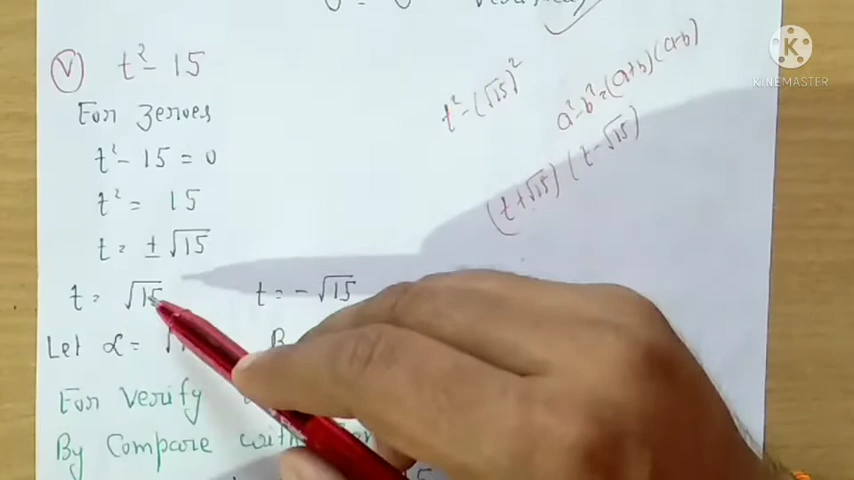 V t² - 15
For zeroes
t² - 15 = 0
t² = 15
t = ± √15
t = √15 t = - √15
Let α =
For Verify
By Compare with
t² - (√15)²
a² - b² = (a+b) (a-b)
(t + √15) (t - √15)
KINEMASTER